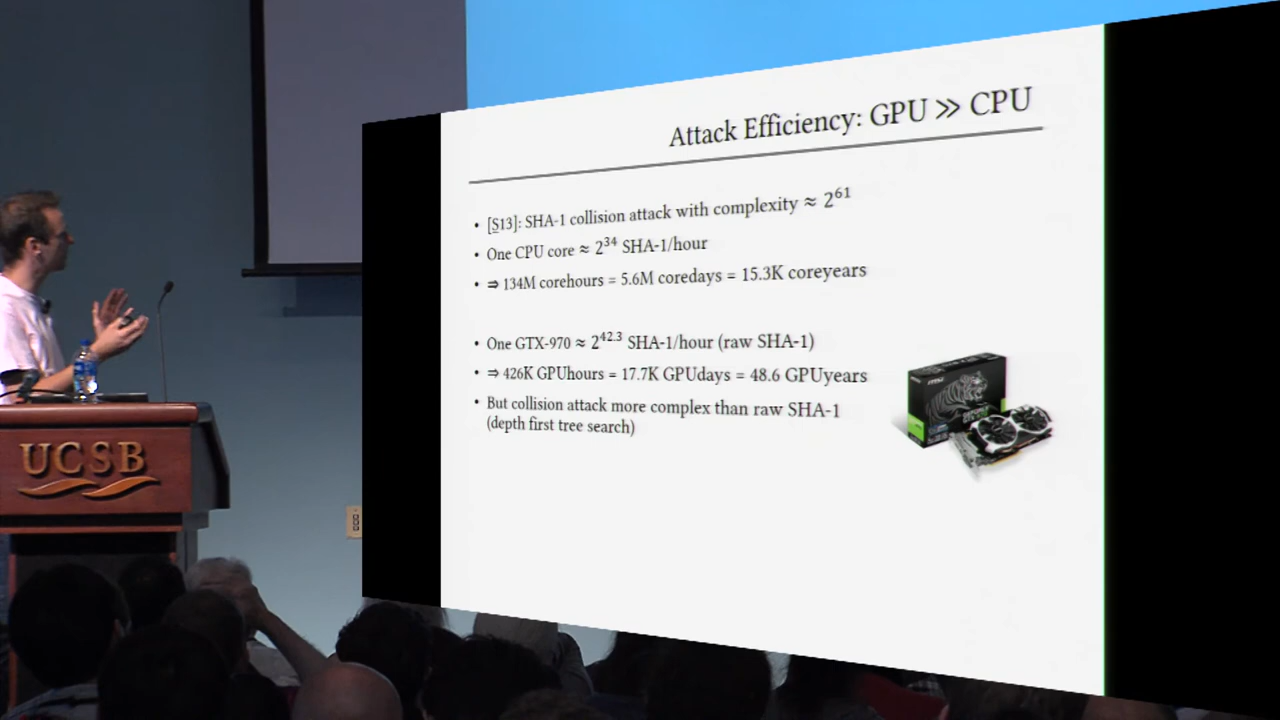 Attack Efficiency: GPU ≫ CPU
• [S13]: SHA-1 collision attack with complexity ≈ 2^61
• One CPU core ≈ 2^34 SHA-1/hour
• ⇒ 134M corehours = 5.6M coredays = 15.3K coreyears
• One GTX-970 ≈ 2^42.3 SHA-1/hour (raw SHA-1)
• ⇒ 426K GPUhours = 17.7K GPUdays = 48.6 GPUyears
• But collision attack more complex than raw SHA-1
(depth first tree search)
UCSB